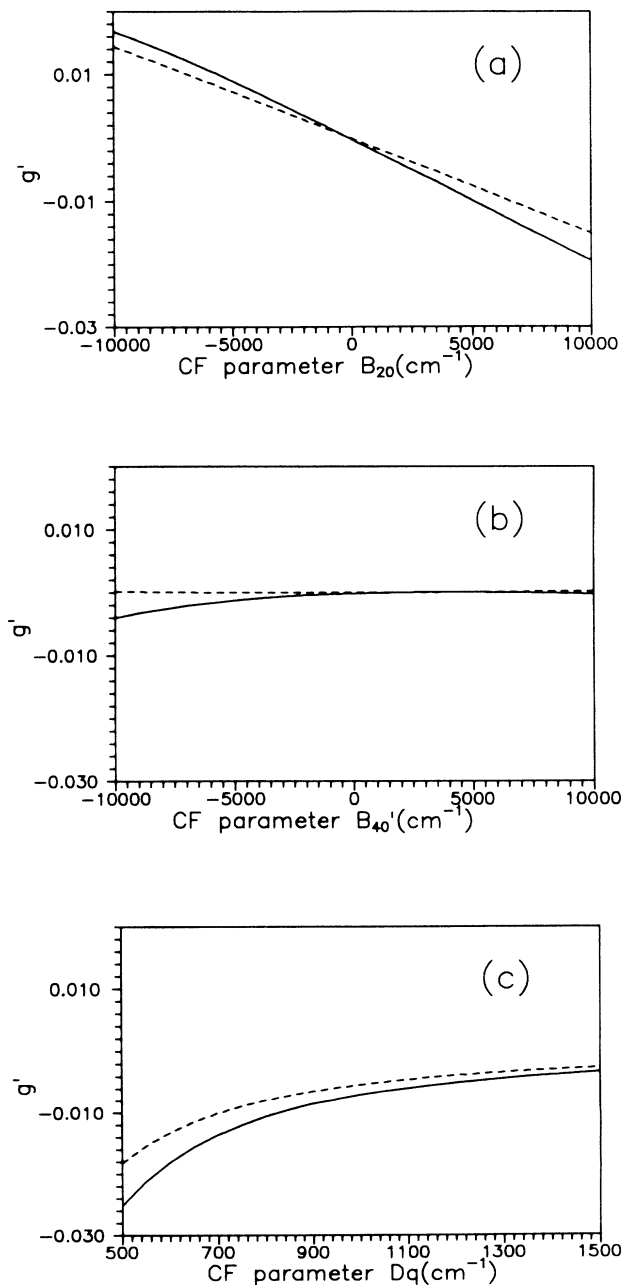 (a)
0.01
−0.01
−0.03
g'
−10000 −5000 0 5000 10000
CF parameter B₂₀(cm⁻¹)
(b)
0.010
−0.010
−0.030
g'
−10000 −5000 0 5000 10000
CF parameter B₄₀'(cm⁻¹)
(c)
0.010
−0.010
−0.030
g'
500 700 900 1100 1300 1500
CF parameter Dq(cm⁻¹)